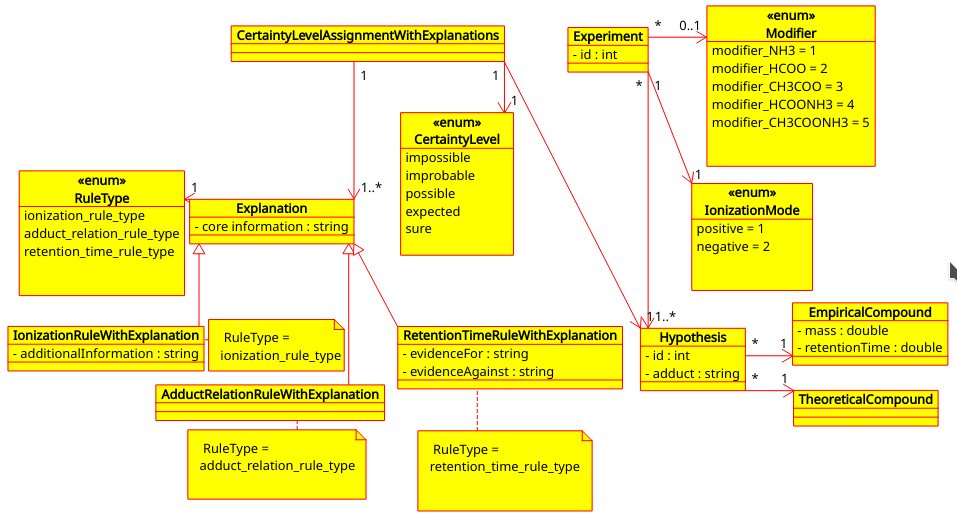 CertaintyLevelAssignmentWithExplanations
1
1
1
1..*
«enum»
CertaintyLevel
impossible
improbable
possible
expected
sure
Experiment
- id : int
*
0..1
*
1
1
«enum»
Modifier
modifier_NH3 = 1
modifier_HCOO = 2
modifier_CH3COO = 3
modifier_HCOONH3 = 4
modifier_CH3COONH3 = 5
«enum»
IonizationMode
positive = 1
negative = 2
«enum»
RuleType
ionization_rule_type
adduct_relation_rule_type
retention_time_rule_type
1
Explanation
- core information : string
IonizationRuleWithExplanation
- additionalInformation : string
RuleType =
ionization_rule_type
AdductRelationRuleWithExplanation
RuleType =
adduct_relation_rule_type
RetentionTimeRuleWithExplanation
- evidenceFor : string
- evidenceAgainst : string
RuleType =
retention_time_rule_type
1
1..*
Hypothesis
- id : int
- adduct : string
*
1
*
1
EmpiricalCompound
- mass : double
- retentionTime : double
TheoreticalCompound